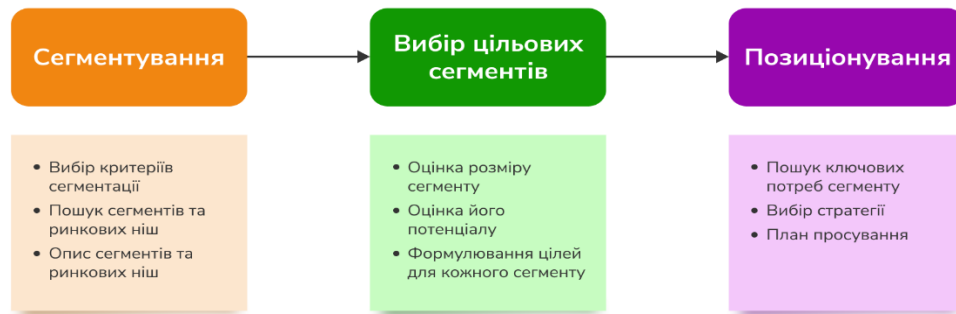 Сегментування
Вибір цільових
сегментів
Позиціонування
• Вибір критеріїв
сегментації
• Пошук сегментів та
ринкових ніш
• Опис сегментів та
ринкових ніш
• Оцінка розміру
сегменту
• Оцінка його
потенціалу
• Формулювання цілей
для кожного сегменту
• Пошук ключових
потреб сегменту
• Вибір стратегії
• План просування